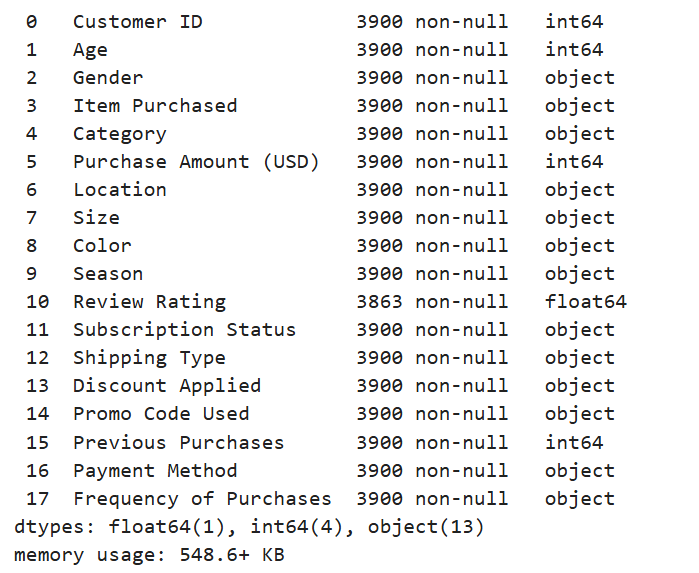 0   Customer ID             3900 non-null   int64
1   Age                     3900 non-null   int64
2   Gender                  3900 non-null   object
3   Item Purchased          3900 non-null   object
4   Category                3900 non-null   object
5   Purchase Amount (USD)   3900 non-null   int64
6   Location                3900 non-null   object
7   Size                    3900 non-null   object
8   Color                   3900 non-null   object
9   Season                  3900 non-null   object
10  Review Rating           3863 non-null   float64
11  Subscription Status     3900 non-null   object
12  Shipping Type           3900 non-null   object
13  Discount Applied        3900 non-null   object
14  Promo Code Used         3900 non-null   object
15  Previous Purchases      3900 non-null   int64
16  Payment Method          3900 non-null   object
17  Frequency of Purchases  3900 non-null   object
dtypes: float64(1), int64(4), object(13)
memory usage: 548.6+ KB